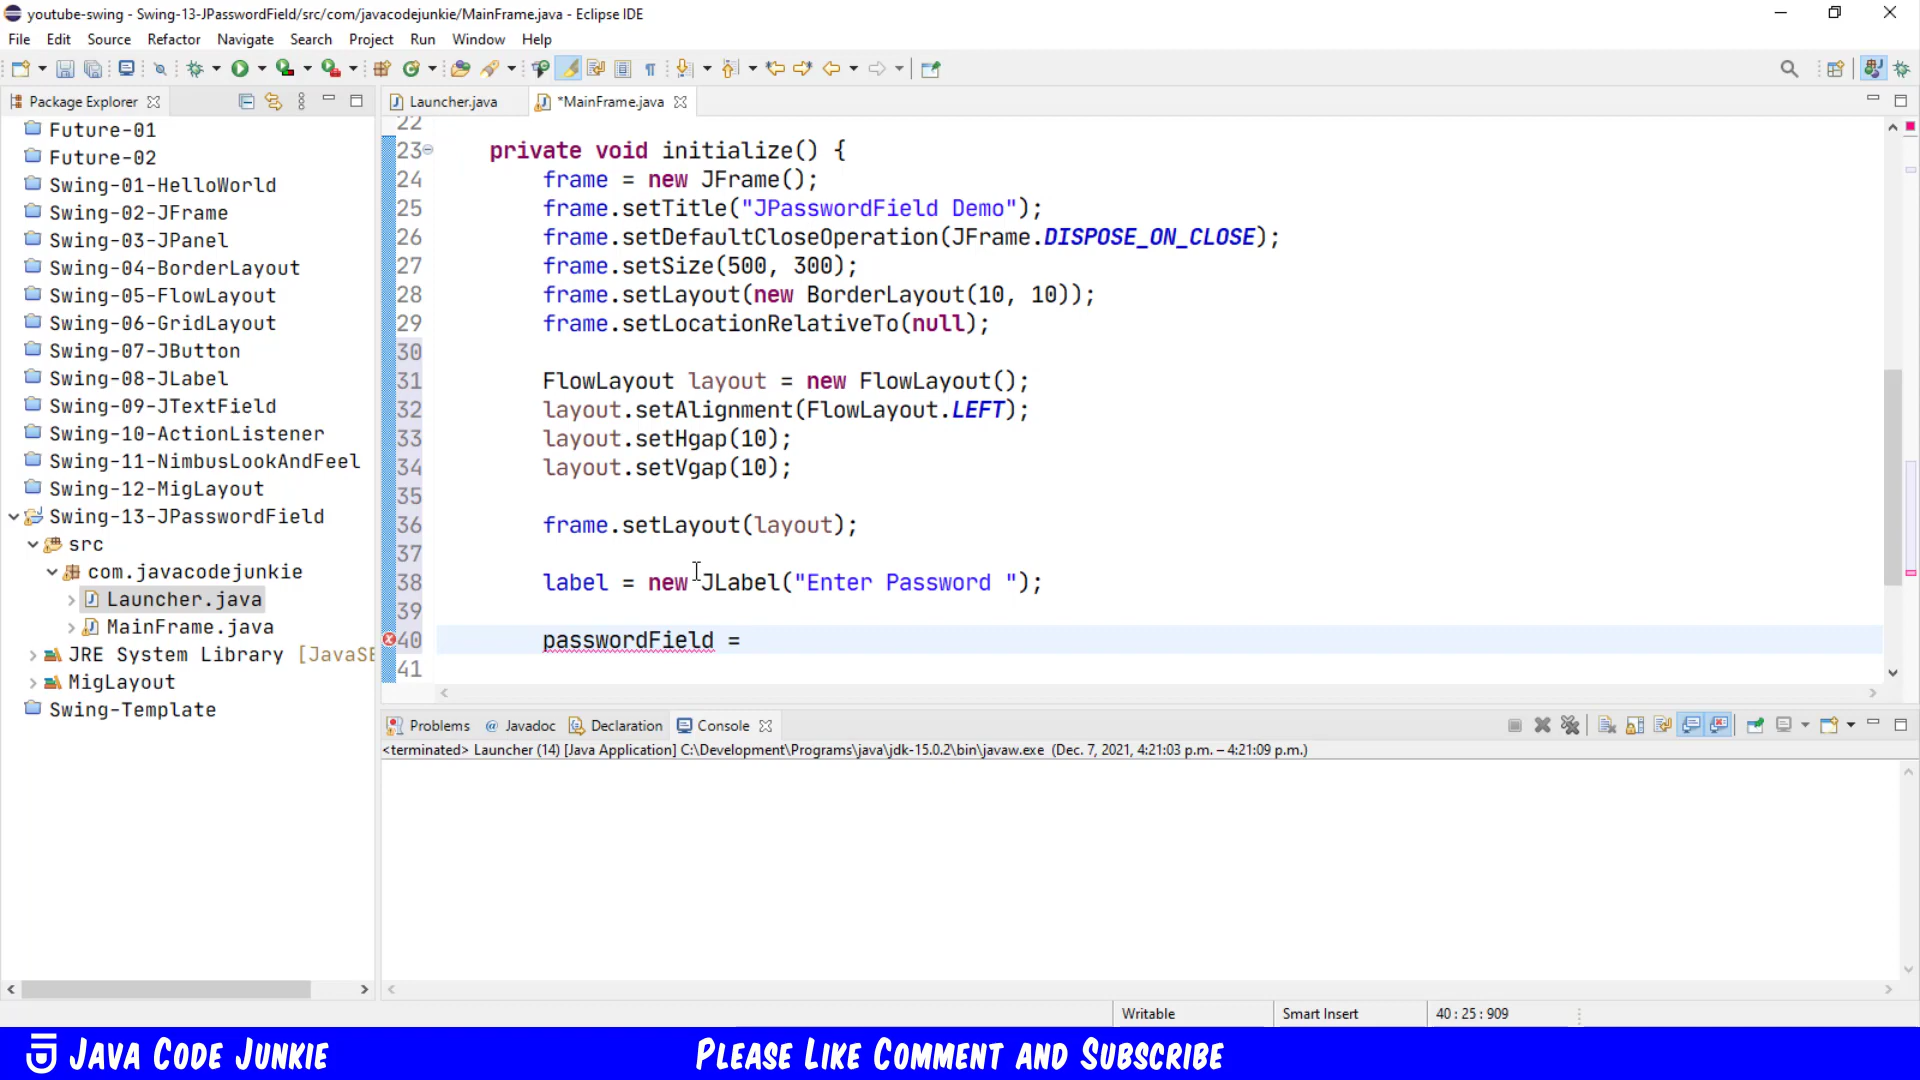 youtube-swing - Swing-13-JPasswordField/src/com/javacodejunkie/MainFrame.java - Eclipse IDE
File Edit Source Refactor Navigate Search Project Run Window Help
Package Explorer
Launcher.java
*MainFrame.java
Future-01
Future-02
Swing-01-HelloWorld
Swing-02-JFrame
Swing-03-JPanel
Swing-04-BorderLayout
Swing-05-FlowLayout
Swing-06-GridLayout
Swing-07-JButton
Swing-08-JLabel
Swing-09-JTextField
Swing-10-ActionListener
Swing-11-NimbusLookAndFeel
Swing-12-MigLayout
Swing-13-JPasswordField
src
com.javacodejunkie
Launcher.java
MainFrame.java
JRE System Library [JavaSE
MigLayout
Swing-Template
22
23 private void initialize() {
24 frame = new JFrame();
25 frame.setTitle("JPasswordField Demo");
26 frame.setDefaultCloseOperation(JFrame.DISPOSE_ON_CLOSE);
27 frame.setSize(500, 300);
28 frame.setLayout(new BorderLayout(10, 10));
29 frame.setLocationRelativeTo(null);
30
31 FlowLayout layout = new FlowLayout();
32 layout.setAlignment(FlowLayout.LEFT);
33 layout.setHgap(10);
34 layout.setVgap(10);
35
36 frame.setLayout(layout);
37
38 label = new JLabel("Enter Password ");
39
40 passwordField =
41
Problems @ Javadoc Declaration Console
<terminated> Launcher (14) [Java Application] C:\Development\Programs\java\jdk-15.0.2\bin\javaw.exe (Dec. 7, 2021, 4:21:03 p.m. – 4:21:09 p.m.)
Writable Smart Insert 40 : 25 : 909
Java Code Junkie
Please Like Comment and Subscribe